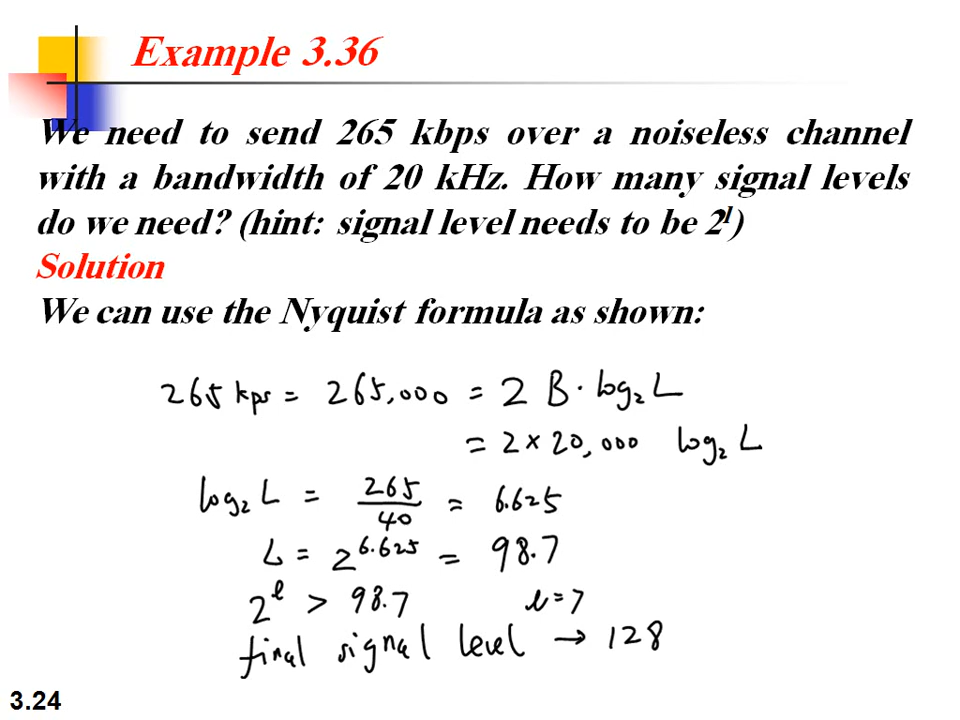 Example 3.36
We need to send 265 kbps over a noiseless channel
with a bandwidth of 20 kHz. How many signal levels
do we need? (hint: signal level needs to be 2^l)
Solution
We can use the Nyquist formula as shown:
265 kps = 265,000 = 2 B · log₂ L
= 2 × 20,000 log₂ L
log₂ L = 265/40 = 6.625
L = 2^6.625 = 98.7
2^l > 98.7 l = 7
final signal level → 128
3.24